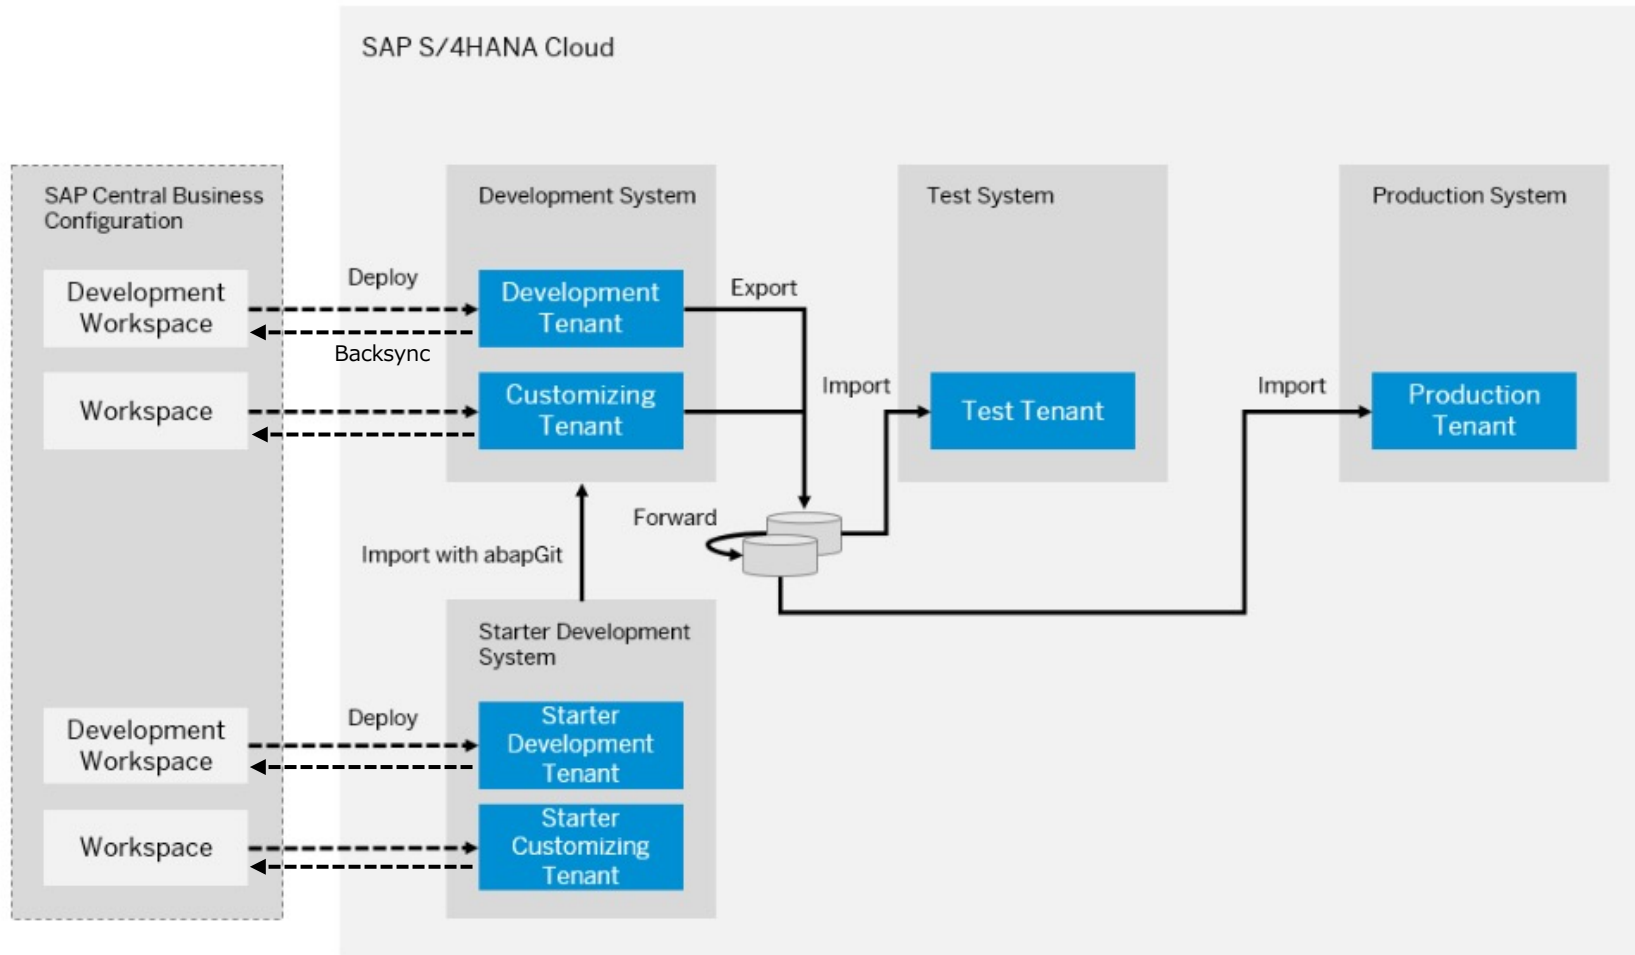 SAP S/4HANA Cloud
SAP Central Business
Configuration
Development System
Test System
Production System
Development
Workspace
Deploy
Backsync
Development
Tenant
Export
Workspace
Customizing
Tenant
Import
Test Tenant
Import
Production
Tenant
Forward
Import with abapGit
Starter Development
System
Development
Workspace
Deploy
Starter
Development
Tenant
Workspace
Starter
Customizing
Tenant